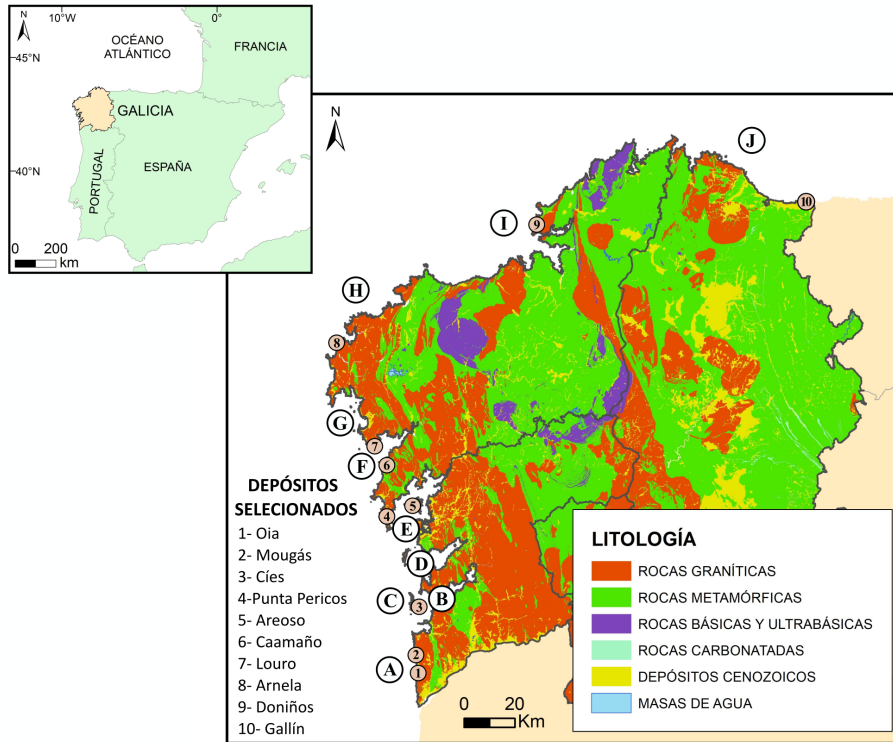 N
10°W
0°
OCÉANO
ATLÁNTICO
FRANCIA
45°N
GALICIA
40°N
PORTUGAL
ESPAÑA
0 200
km
N
J
10
I
9
H
8
G
7
F
6
DEPÓSITOS
SELECIONADOS
1- Oia
2- Mougás
3- Cíes
4-Punta Pericos
5- Areoso
6- Caamaño
7- Louro
8- Arnela
9- Doniños
10- Gallín
5
4
E
D
C
B
3
2
A
1
0 20
Km
LITOLOGÍA
ROCAS GRANÍTICAS
ROCAS METAMÓRFICAS
ROCAS BÁSICAS Y ULTRABÁSICAS
ROCAS CARBONATADAS
DEPÓSITOS CENOZOICOS
MASAS DE AGUA